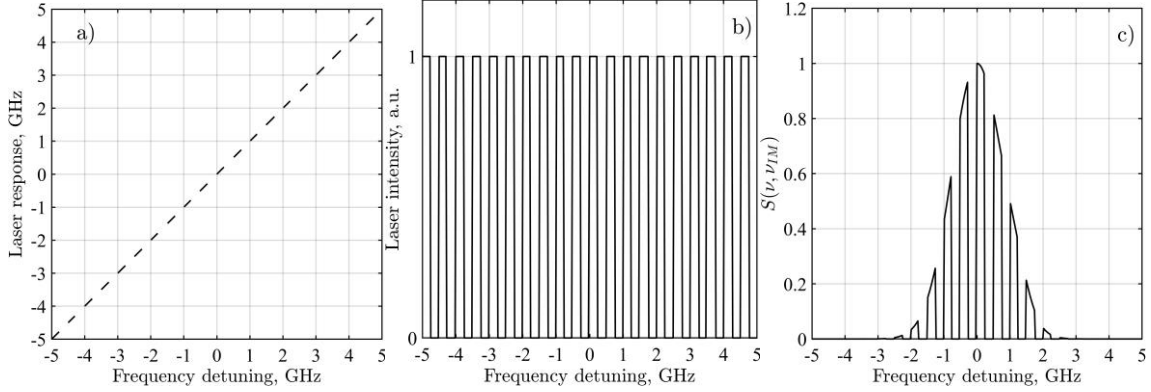 a)
Laser response, GHz
5
4
3
2
1
0
-1
-2
-3
-4
-5
-5 -4 -3 -2 -1 0 1 2 3 4 5
Frequency detuning, GHz
b)
Laser intensity, a.u.
1
0
-5 -4 -3 -2 -1 0 1 2 3 4 5
Frequency detuning, GHz
c)
S(ν, ν_IM)
1.2
1
0.8
0.6
0.4
0.2
0
-5 -4 -3 -2 -1 0 1 2 3 4 5
Frequency detuning, GHz